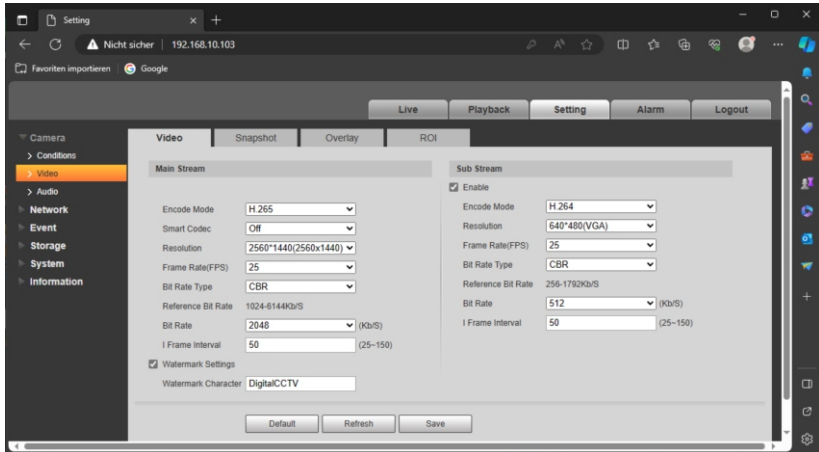 Setting
Nicht sicher 192.168.10.103
Favoriten importieren Google
Live Playback Setting Alarm Logout
Camera
Conditions
Video
Audio
Network
Event
Storage
System
Information
Video Snapshot Overlay ROI
Main Stream
Encode Mode H.265
Smart Codec Off
Resolution 2560*1440(2560x1440)
Frame Rate(FPS) 25
Bit Rate Type CBR
Reference Bit Rate 1024-6144Kb/S
Bit Rate 2048 (Kb/S)
I Frame Interval 50 (25~150)
Watermark Settings
Watermark Character DigitalCCTV
Sub Stream
Enable
Encode Mode H.264
Resolution 640*480(VGA)
Frame Rate(FPS) 25
Bit Rate Type CBR
Reference Bit Rate 256-1792Kb/S
Bit Rate 512 (Kb/S)
I Frame Interval 50 (25~150)
Default Refresh Save